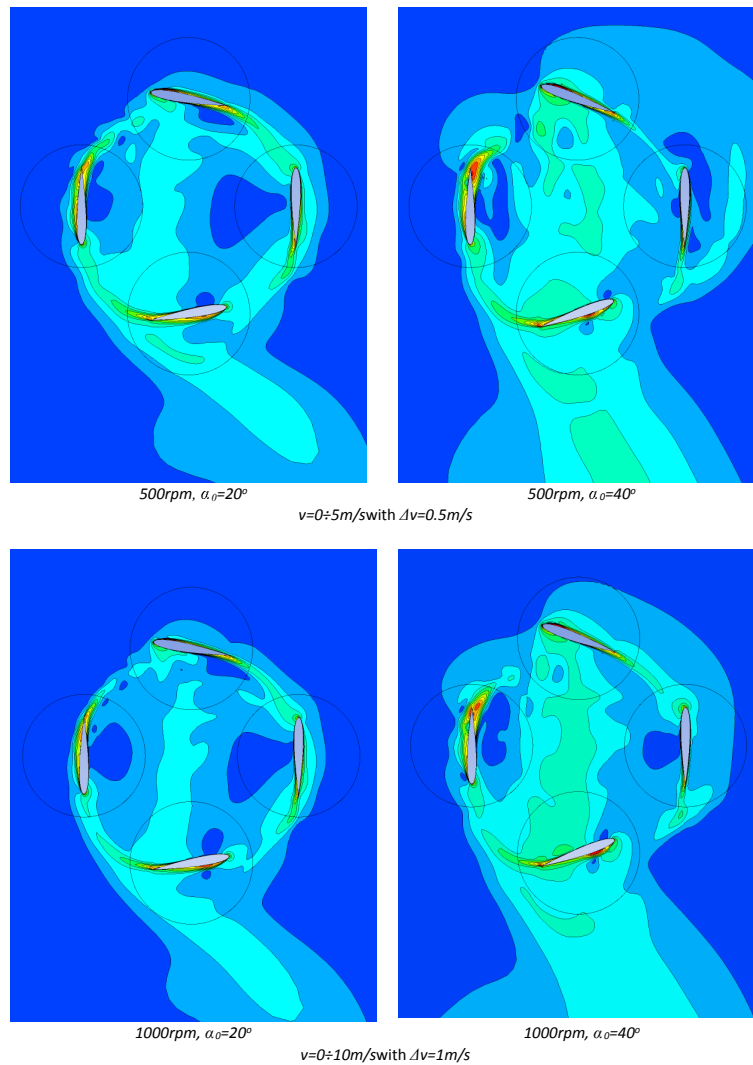 500rpm, α₀=20°
500rpm, α₀=40°
v=0÷5m/swith Δv=0.5m/s
1000rpm, α₀=20°
1000rpm, α₀=40°
v=0÷10m/swith Δv=1m/s